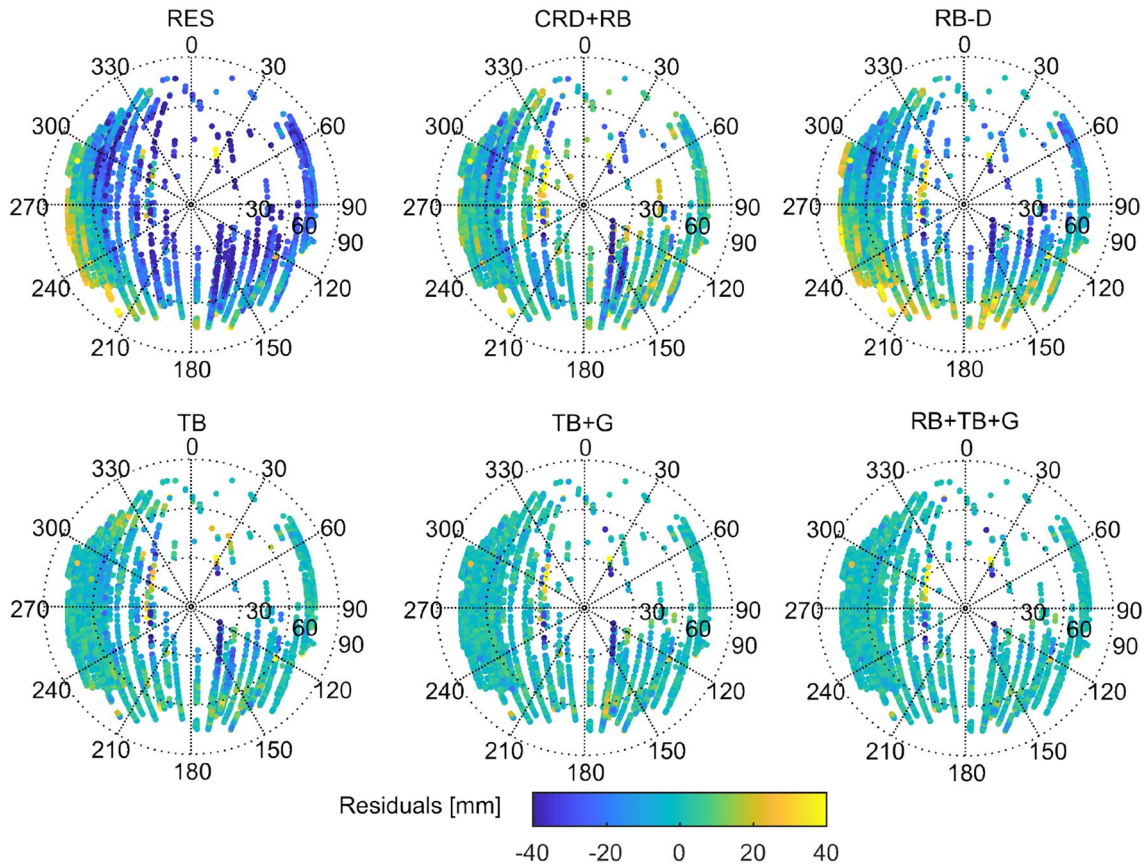 RES CRD+RB RB-D
0 0 0
330 30 330 30 330 30
300 60 300 60 300 60
270 30 60 90 270 30 60 90 270 30 60 90
90 90 90
240 120 240 120 240 120
210 150 210 150 210 150
180 180 180
TB TB+G RB+TB+G
0 0 0
330 30 330 30 330 30
300 60 300 60 300 60
270 30 60 90 270 30 60 90 270 30 60 90
90 90 90
240 120 240 120 240 120
210 150 210 150 210 150
180 180 180
Residuals [mm]
-40 -20 0 20 40